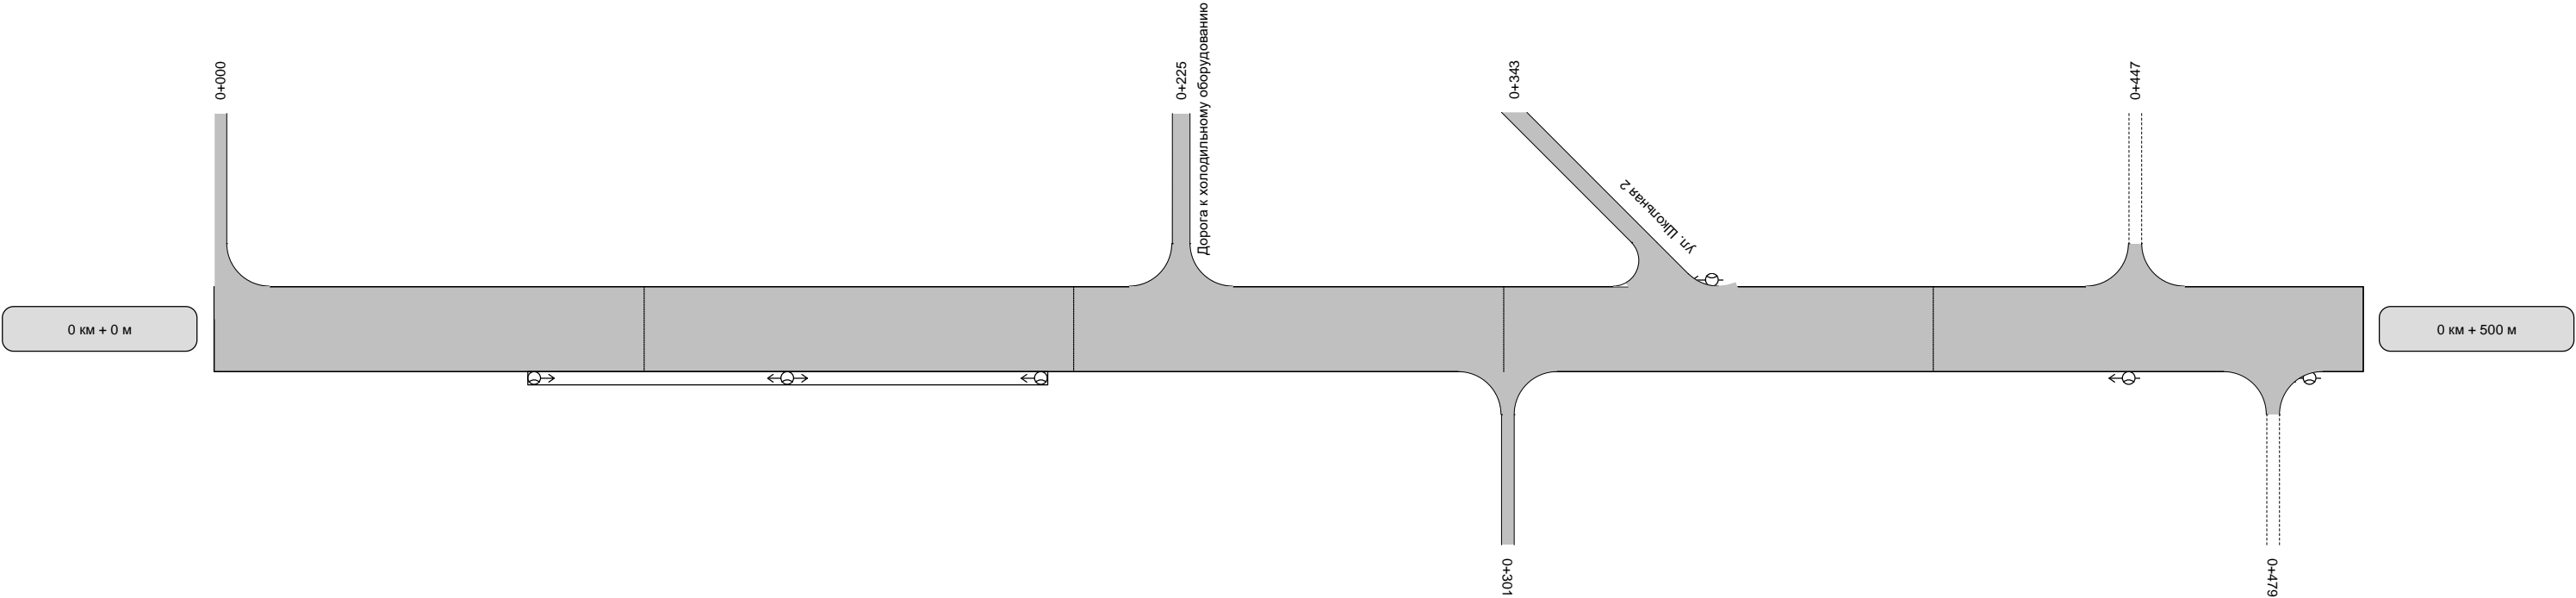 0+000
0+225
Дорога к холодильному оборудованию
0+343
0+447
ул. Школьная 2
0 км + 0 м
0 км + 500 м
0+301
0+479